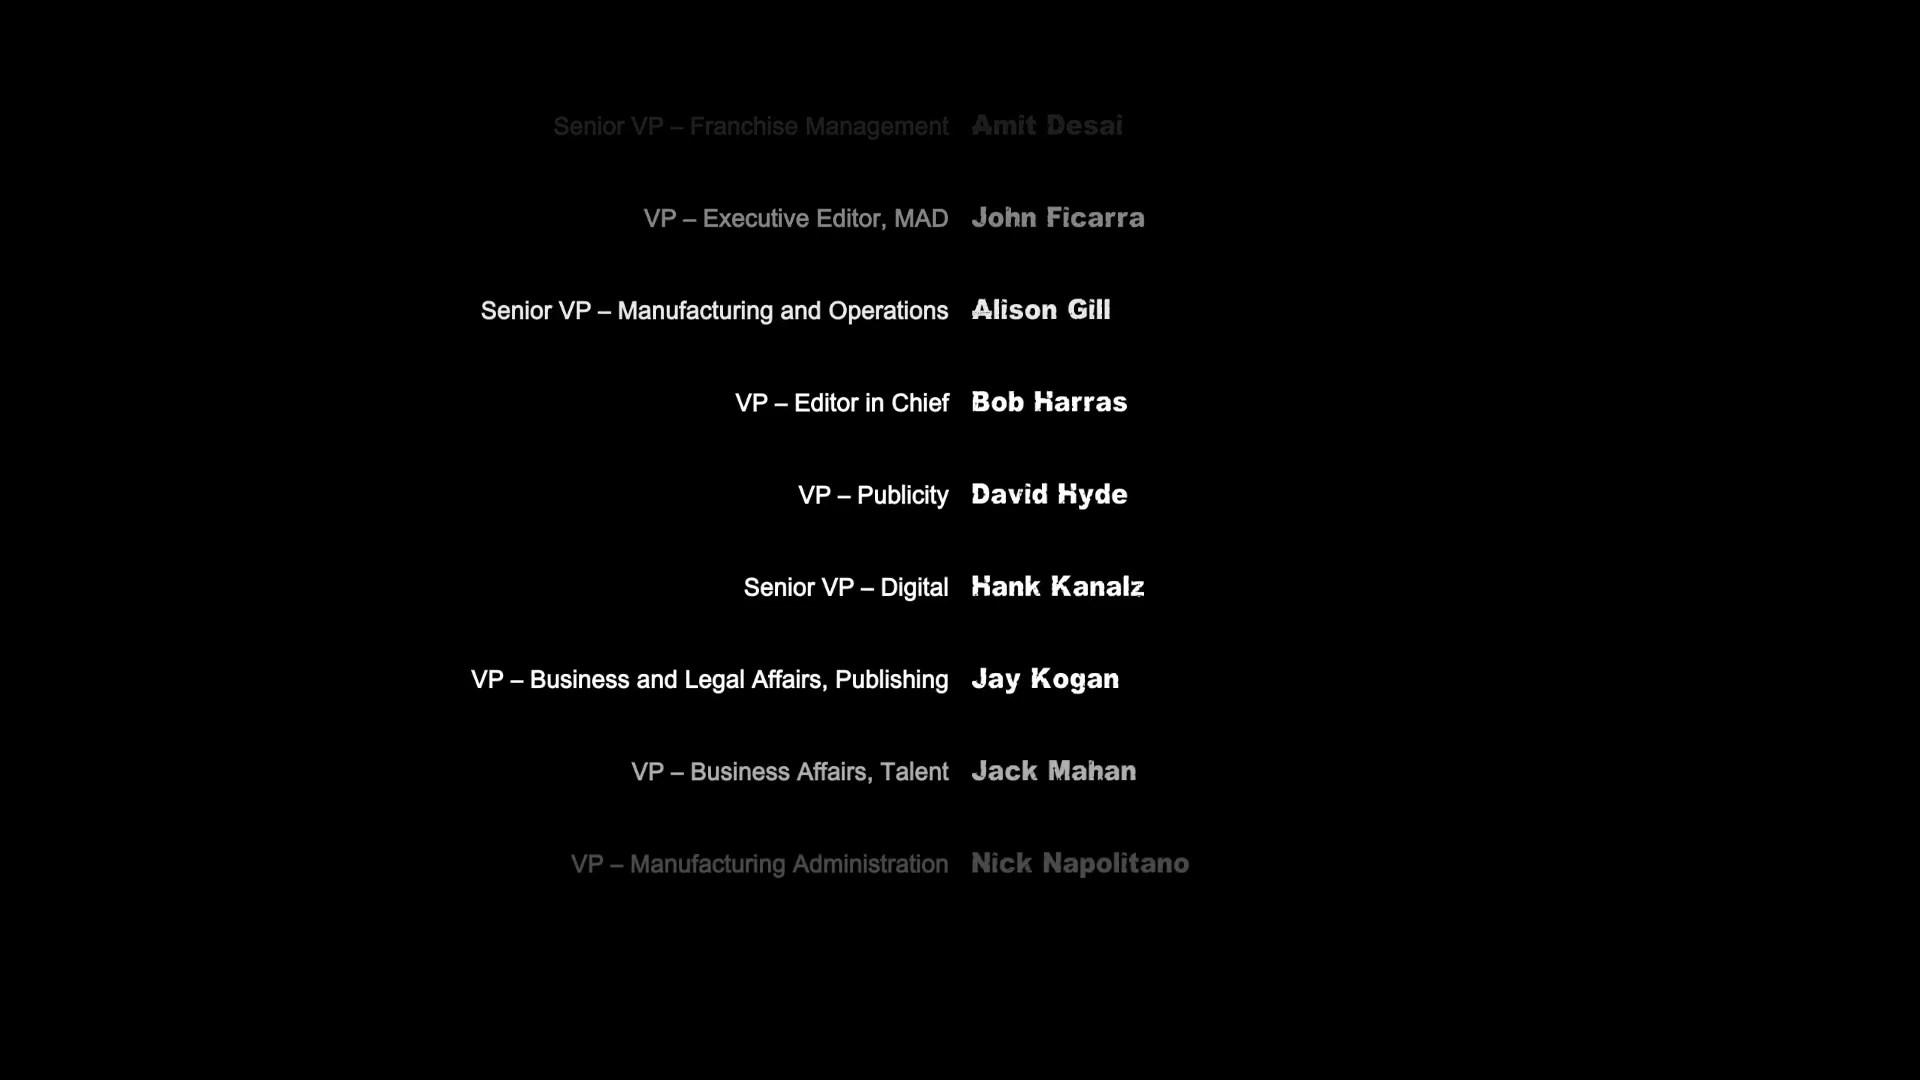 Senior VP – Franchise Management Amit Desai
VP – Executive Editor, MAD John Ficarra
Senior VP – Manufacturing and Operations Alison Gill
VP – Editor in Chief Bob Harras
VP – Publicity David Hyde
Senior VP – Digital Hank Kanalz
VP – Business and Legal Affairs, Publishing Jay Kogan
VP – Business Affairs, Talent Jack Mahan
VP – Manufacturing Administration Nick Napolitano